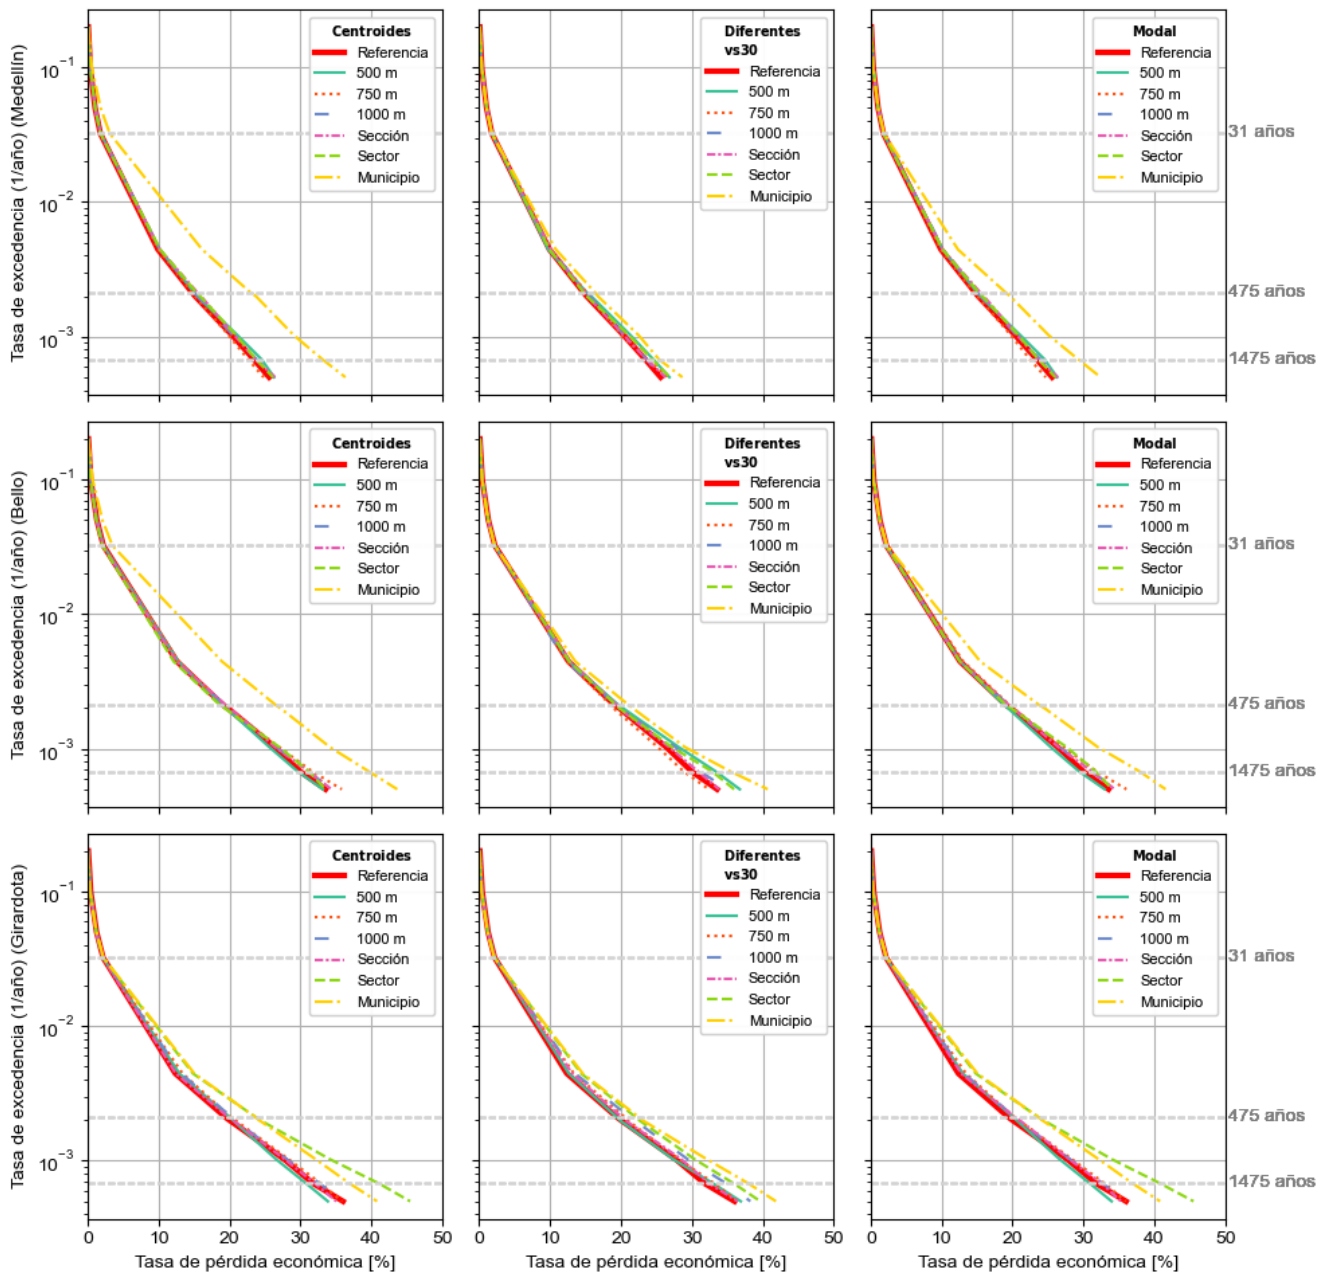 Tasa de excedencia (1/año) (Medellín)
10⁻¹
10⁻²
10⁻³
Centroides
Referencia
500 m
750 m
1000 m
Sección
Sector
Municipio
Diferentes
vs30
Referencia
500 m
750 m
1000 m
Sección
Sector
Municipio
Modal
Referencia
500 m
750 m
1000 m
Sección
Sector
Municipio
31 años
475 años
1475 años
0 10 20 30 40 50
0 10 20 30 40 50
0 10 20 30 40 50
Tasa de excedencia (1/año) (Bello)
10⁻¹
10⁻²
10⁻³
Centroides
Referencia
500 m
750 m
1000 m
Sección
Sector
Municipio
Diferentes
vs30
Referencia
500 m
750 m
1000 m
Sección
Sector
Municipio
Modal
Referencia
500 m
750 m
1000 m
Sección
Sector
Municipio
31 años
475 años
1475 años
Tasa de excedencia (1/año) (Girardota)
10⁻¹
10⁻²
10⁻³
Centroides
Referencia
500 m
750 m
1000 m
Sección
Sector
Municipio
Diferentes
vs30
Referencia
500 m
750 m
1000 m
Sección
Sector
Municipio
Modal
Referencia
500 m
750 m
1000 m
Sección
Sector
Municipio
31 años
475 años
1475 años
Tasa de pérdida económica [%]
Tasa de pérdida económica [%]
Tasa de pérdida económica [%]